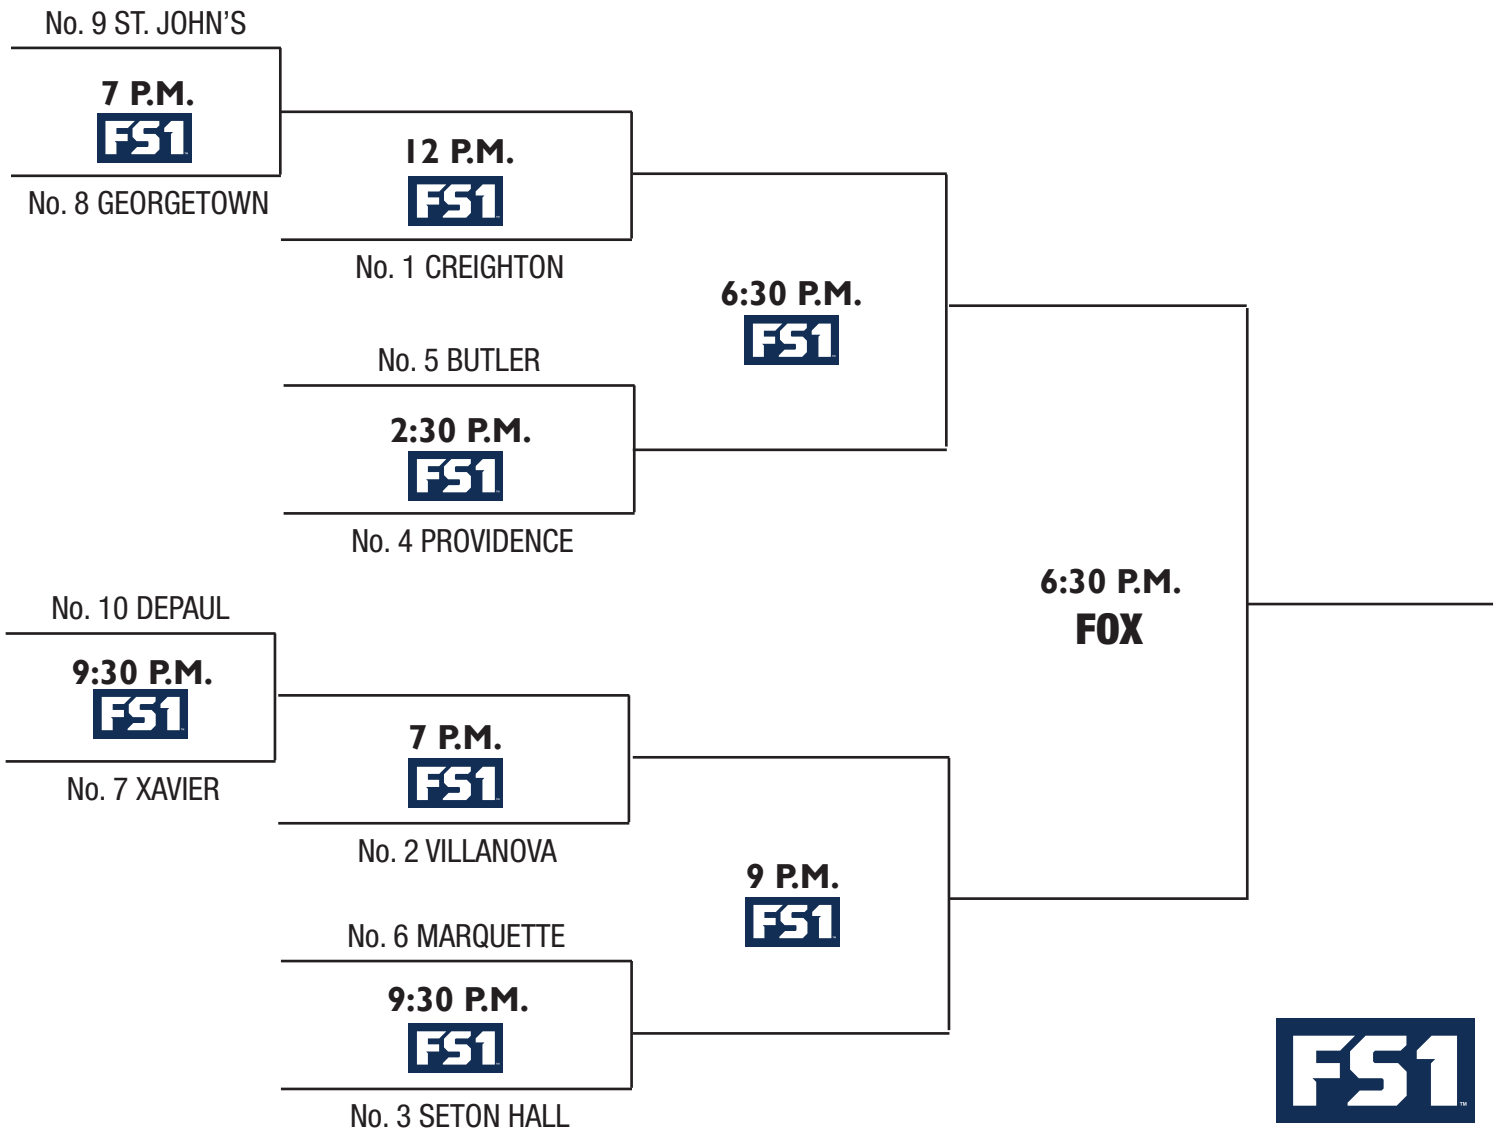 No. 9 ST. JOHN’S
7 P.M.
FS1
No. 8 GEORGETOWN
12 P.M.
FS1
No. 1 CREIGHTON
6:30 P.M.
FS1
No. 5 BUTLER
2:30 P.M.
FS1
No. 4 PROVIDENCE
6:30 P.M.
FOX
No. 10 DEPAUL
9:30 P.M.
FS1
No. 7 XAVIER
7 P.M.
FS1
No. 2 VILLANOVA
9 P.M.
FS1
No. 6 MARQUETTE
9:30 P.M.
FS1
No. 3 SETON HALL
FS1™